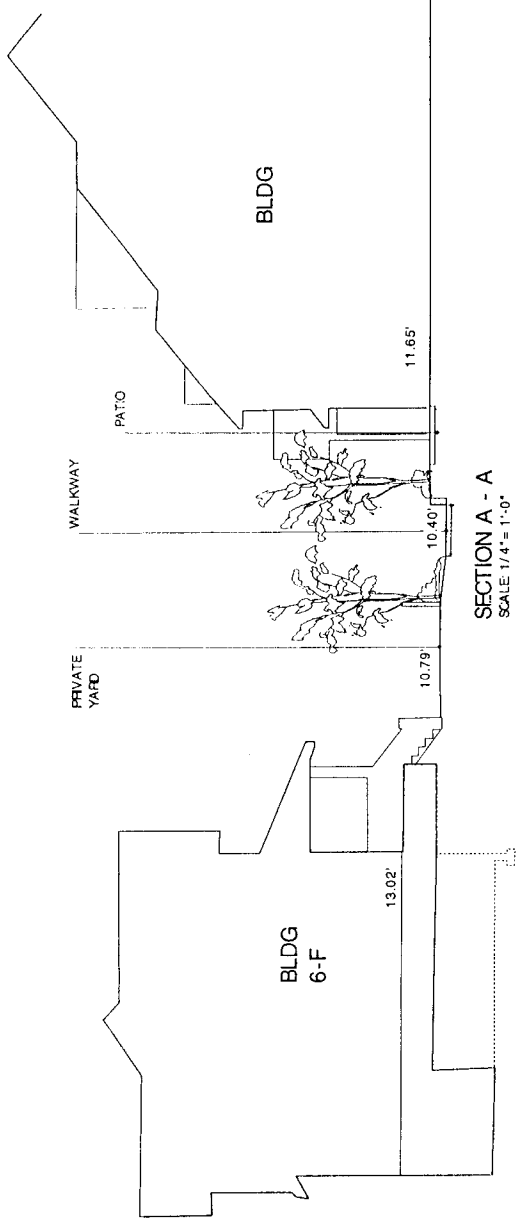 PRIVATE
YARD
WALKWAY
PATIO
BLDG
6-F
BLDG
13.02'
10.79'
10.40'
11.65'
SECTION A - A
SCALE: 1/4" = 1'-0"